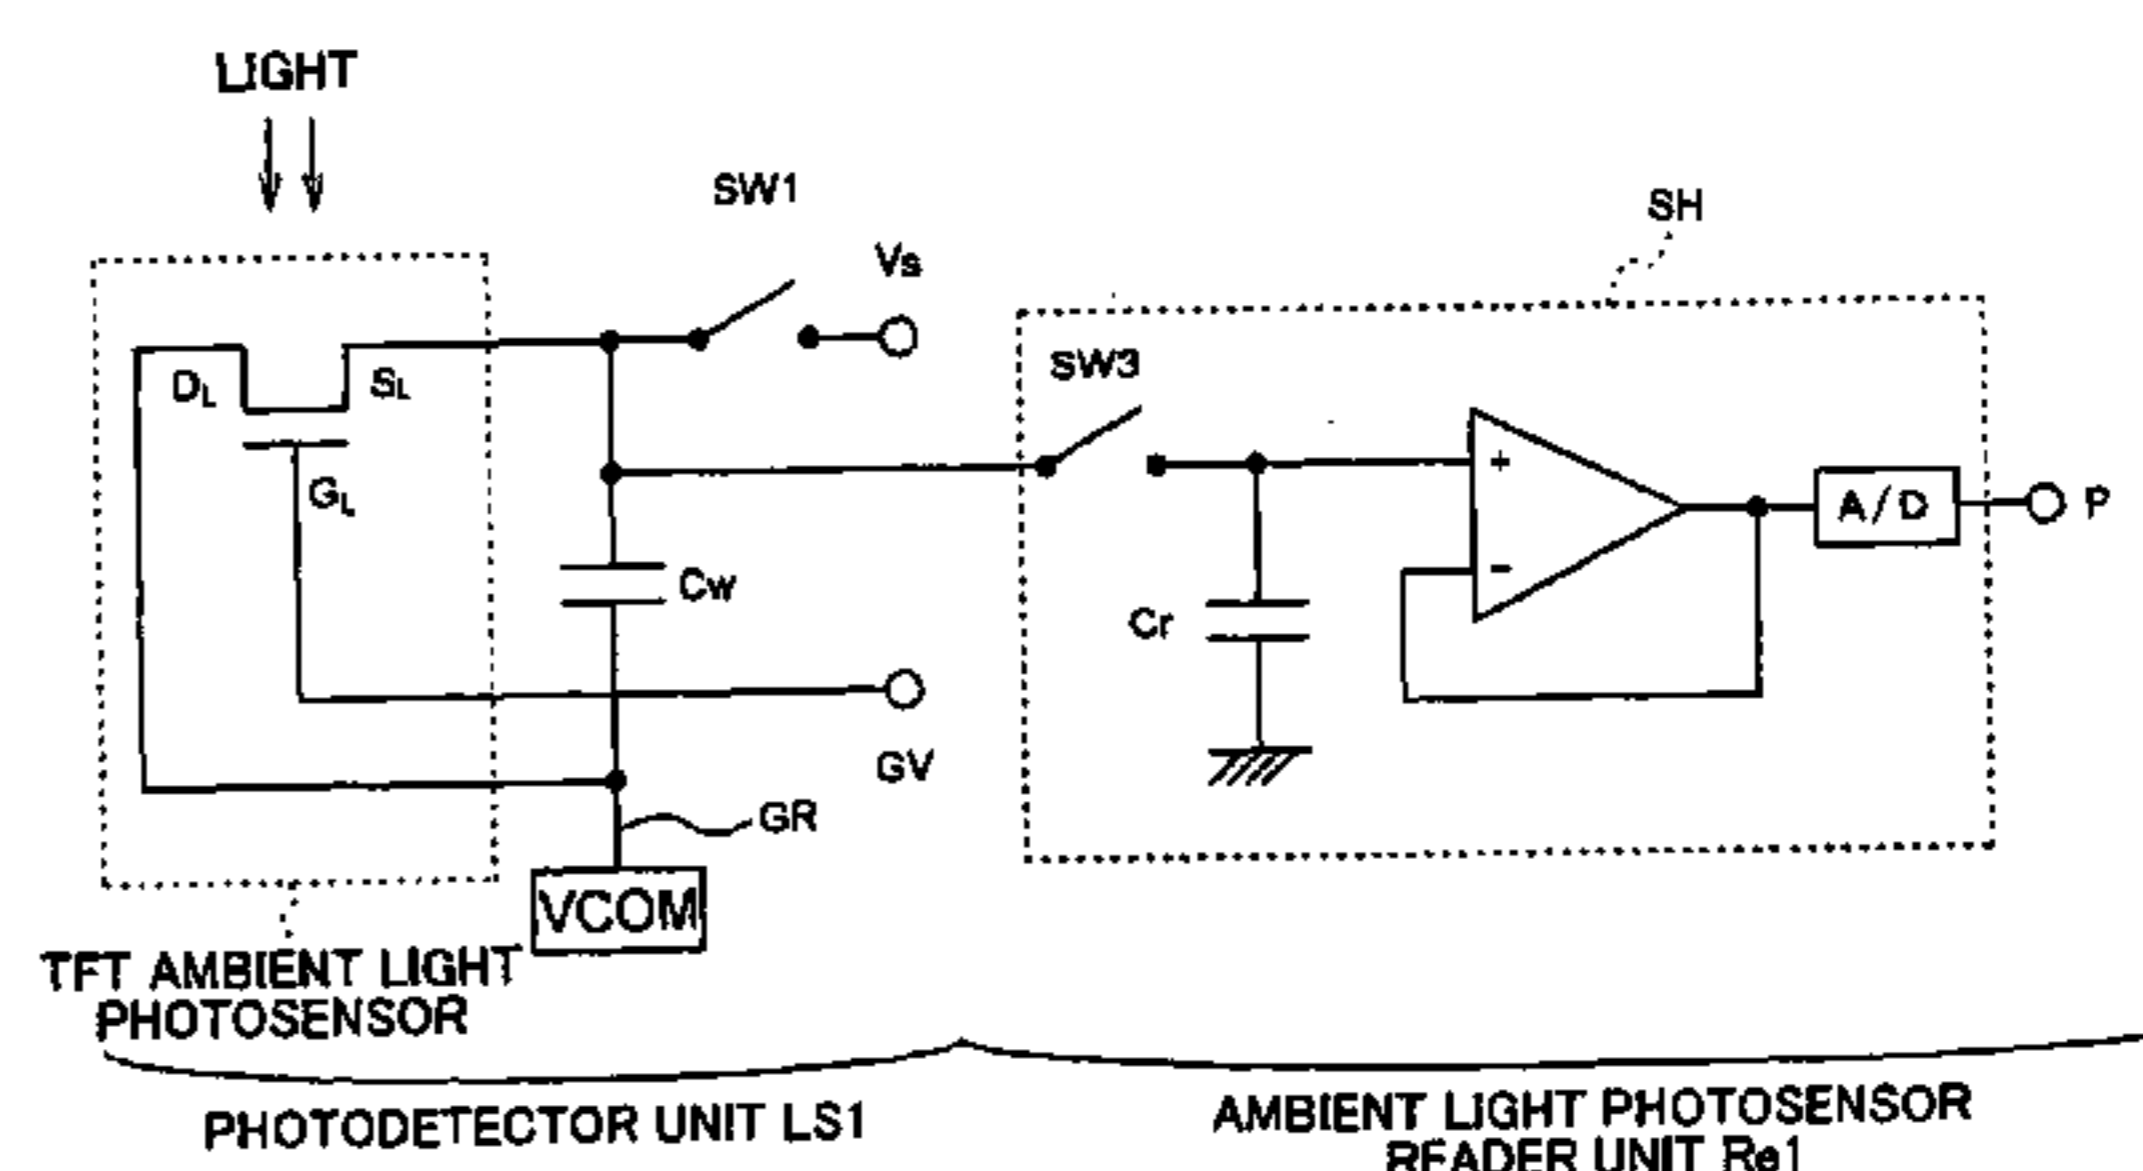 LIGHT
SW1
SH
Vs
SW3
DL
SL
+
GL
A/D
P
−
Cw
Cr
GV
GR
VCOM
TFT AMBIENT LIGHT
PHOTOSENSOR
PHOTODETECTOR UNIT LS1
AMBIENT LIGHT PHOTOSENSOR
READER UNIT Re1